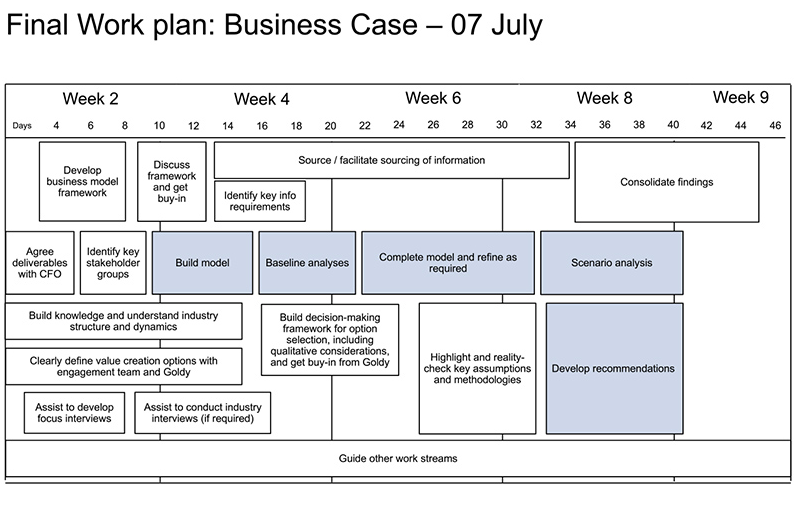 Final Work plan: Business Case – 07 July
Week 2 Week 4 Week 6 Week 8 Week 9
Days 4 6 8 10 12 14 16 18 20 22 24 26 28 30 32 34 36 38 40 42 44 46
Develop
business model
framework
Discuss
framework
and get
buy-in
Source / facilitate sourcing of information
Identify key info
requirements
Consolidate findings
Agree
deliverables
with CFO
Identify key
stakeholder
groups
Build model
Baseline analyses
Complete model and refine as
required
Scenario analysis
Build knowledge and understand industry
structure and dynamics
Clearly define value creation options with
engagement team and Goldy
Assist to develop
focus interviews
Assist to conduct industry
interviews (if required)
Build decision-making
framework for option
selection, including
qualitative considerations,
and get buy-in from Goldy
Highlight and reality-
check key assumptions
and methodologies
Develop recommendations
Guide other work streams